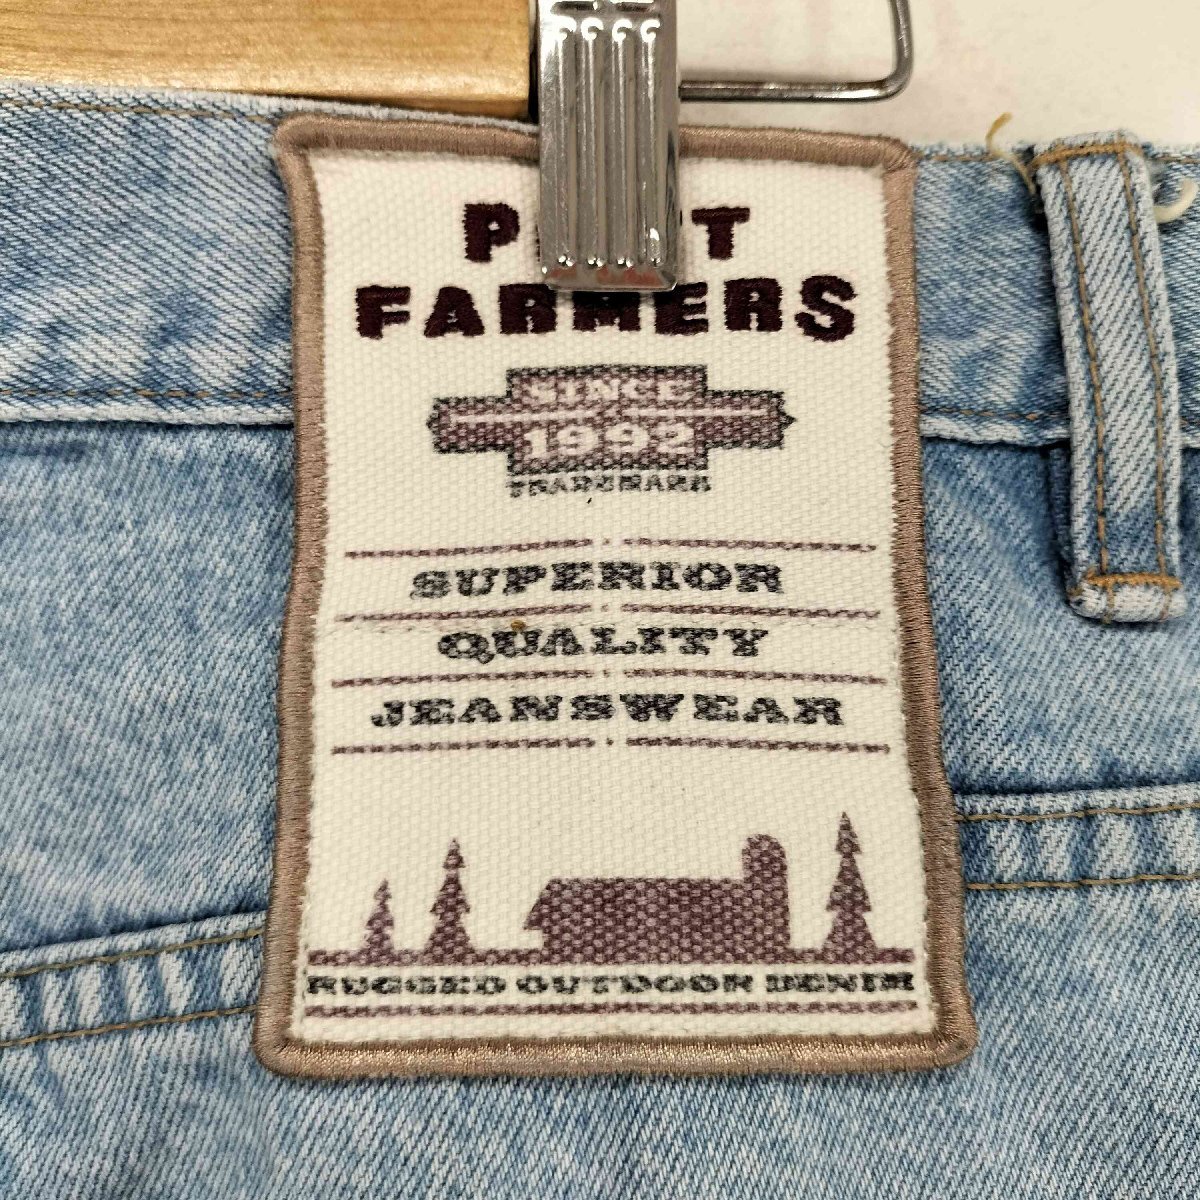 FARMERS
SINCE
1992
TRADEMARK
SUPERIOR
QUALITY
JEANSWEAR
RUGGED OUTDOOR DENIM